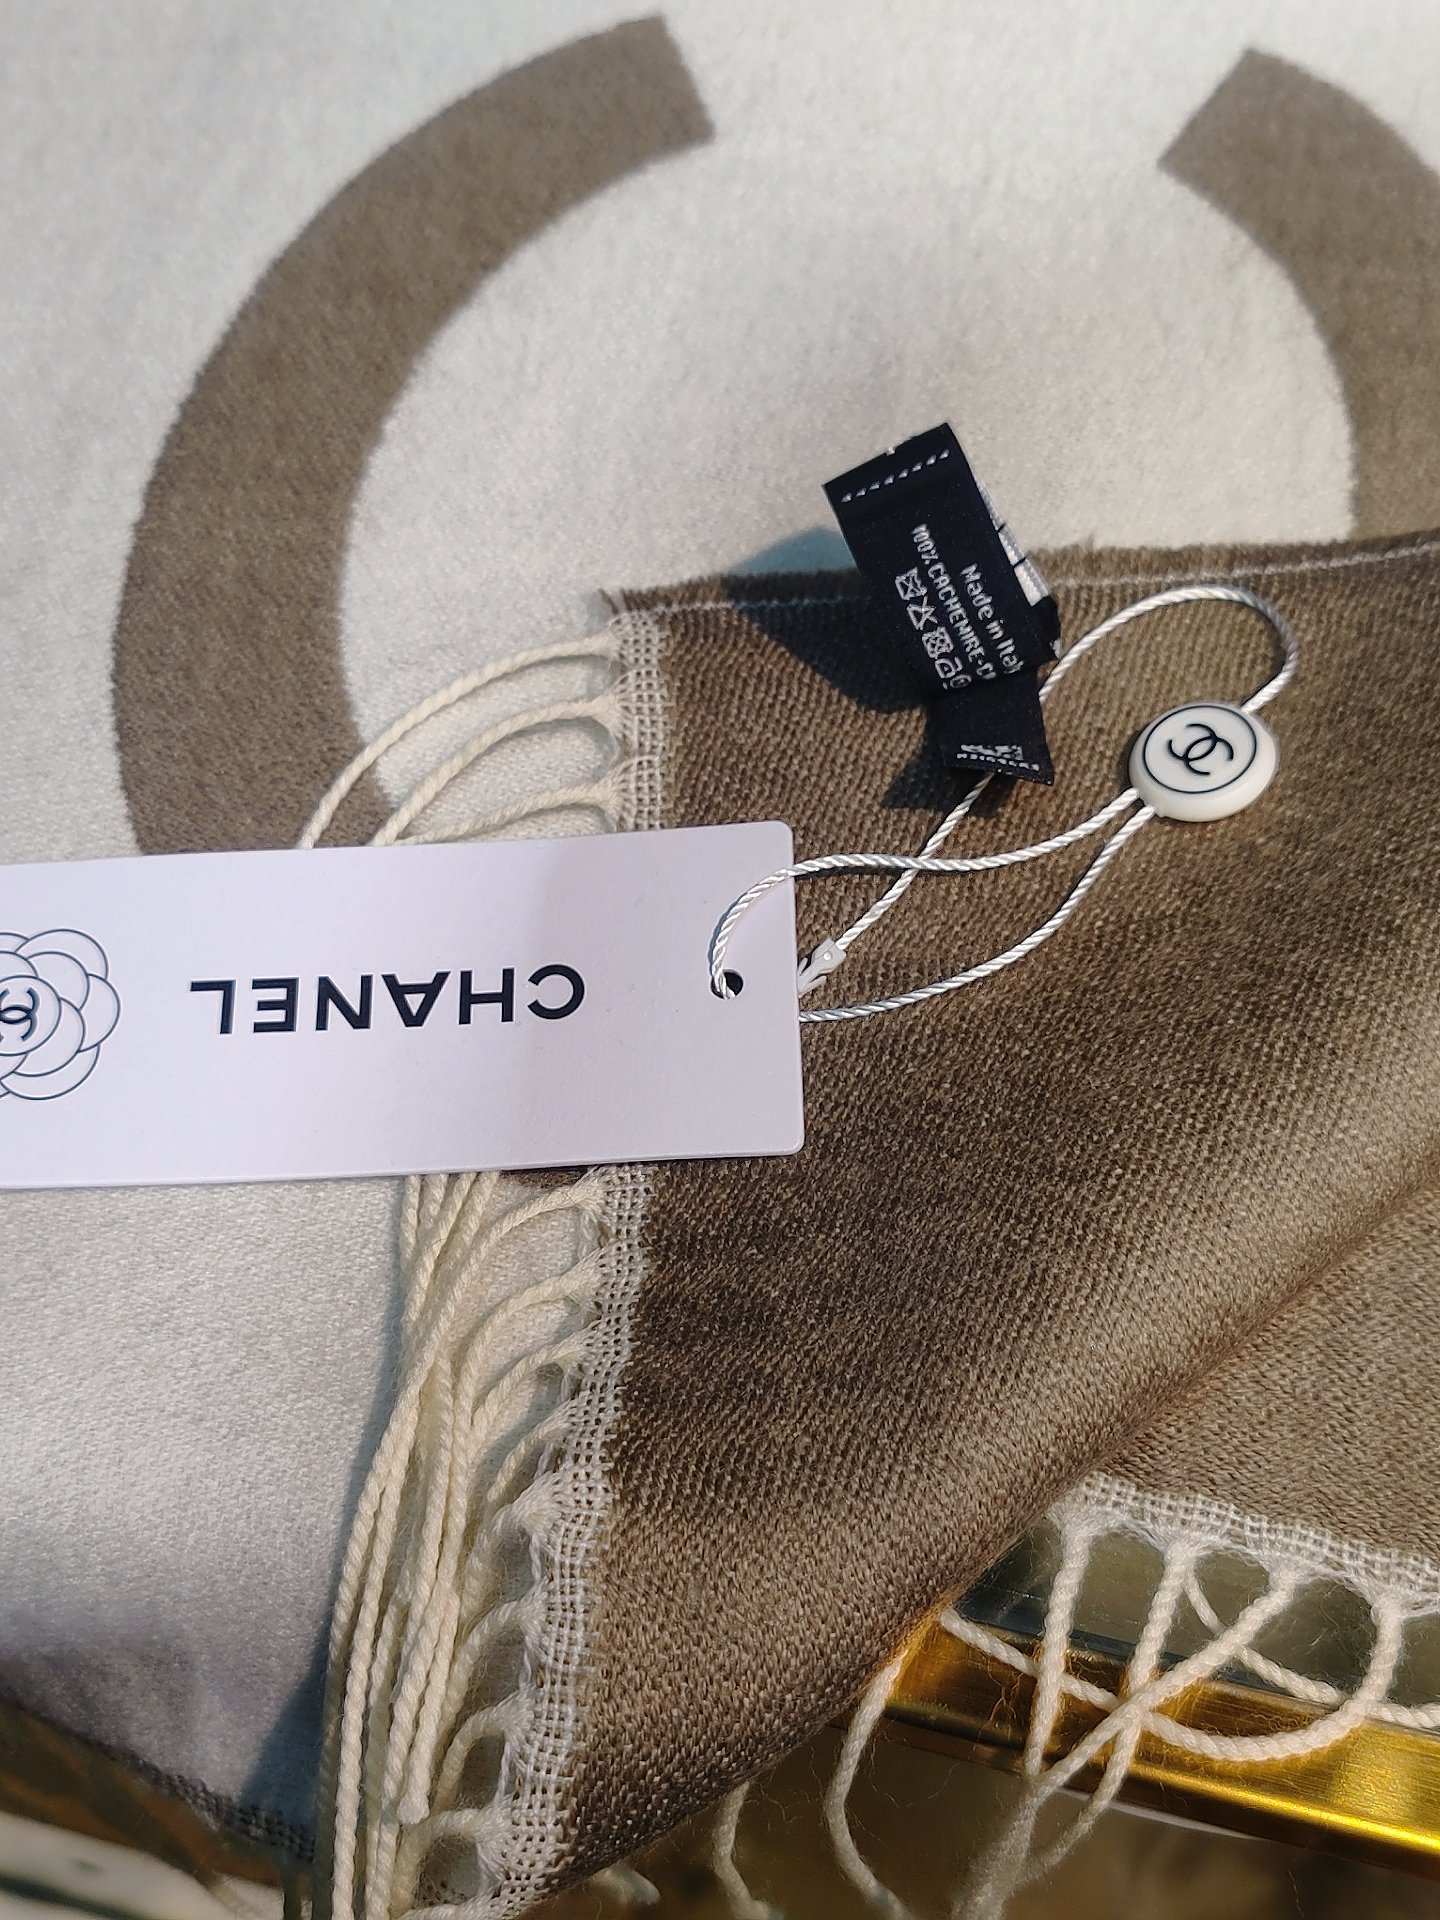 Made in Ital
100% CACHEMIRE-C
CHANEL